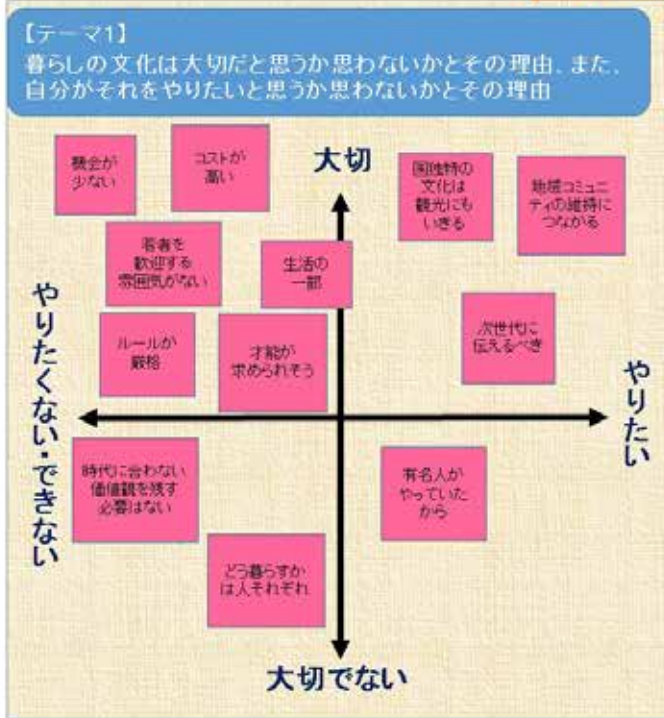 【テーマ1】
暮らしの文化は大切だと思うか思わないかとその理由、また、
自分がそれをやりたいと思うか思わないかとその理由
大切
機会が
少ない
コストが
高い
国独特の
文化は
観光にも
いきる
地域コミュニ
ティの維持に
つながる
若者を
歓迎する
雰囲気がない
生活の
一部
ルールが
厳格
才能が
求められそう
次世代に
伝えるべき
やりたくない・できない
やりたい
時代に合わない
価値観を残す
必要はない
有名人が
やっていた
から
どう暮らすか
は人それぞれ
大切でない